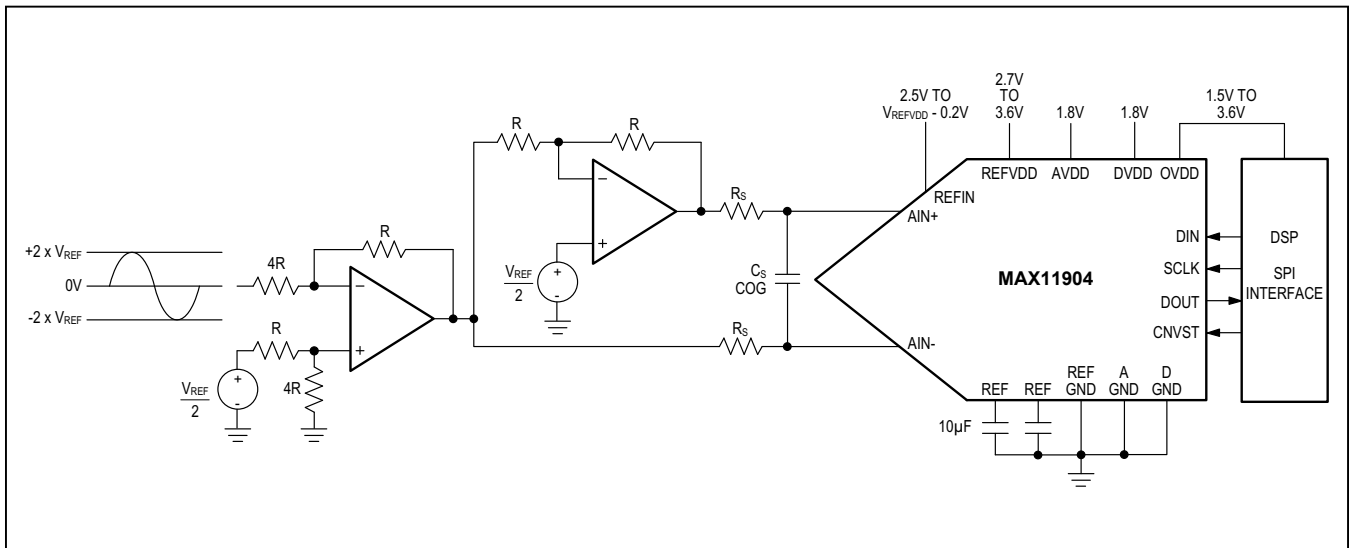 +2 x VREF
0V
-2 x VREF
4R
R
R
4R
VREF
2
+
-
-
+
R
R
-
+
VREF
2
+
-
RS
RS
CS
COG
2.5V TO
VREFVDD - 0.2V
2.7V
TO
3.6V
1.8V
1.8V
1.5V TO
3.6V
REFVDD
AVDD
DVDD
OVDD
REFIN
AIN+
AIN-
MAX11904
DIN
SCLK
DOUT
CNVST
DSP
SPI
INTERFACE
REF
REF
REF
GND
A
GND
D
GND
10µF